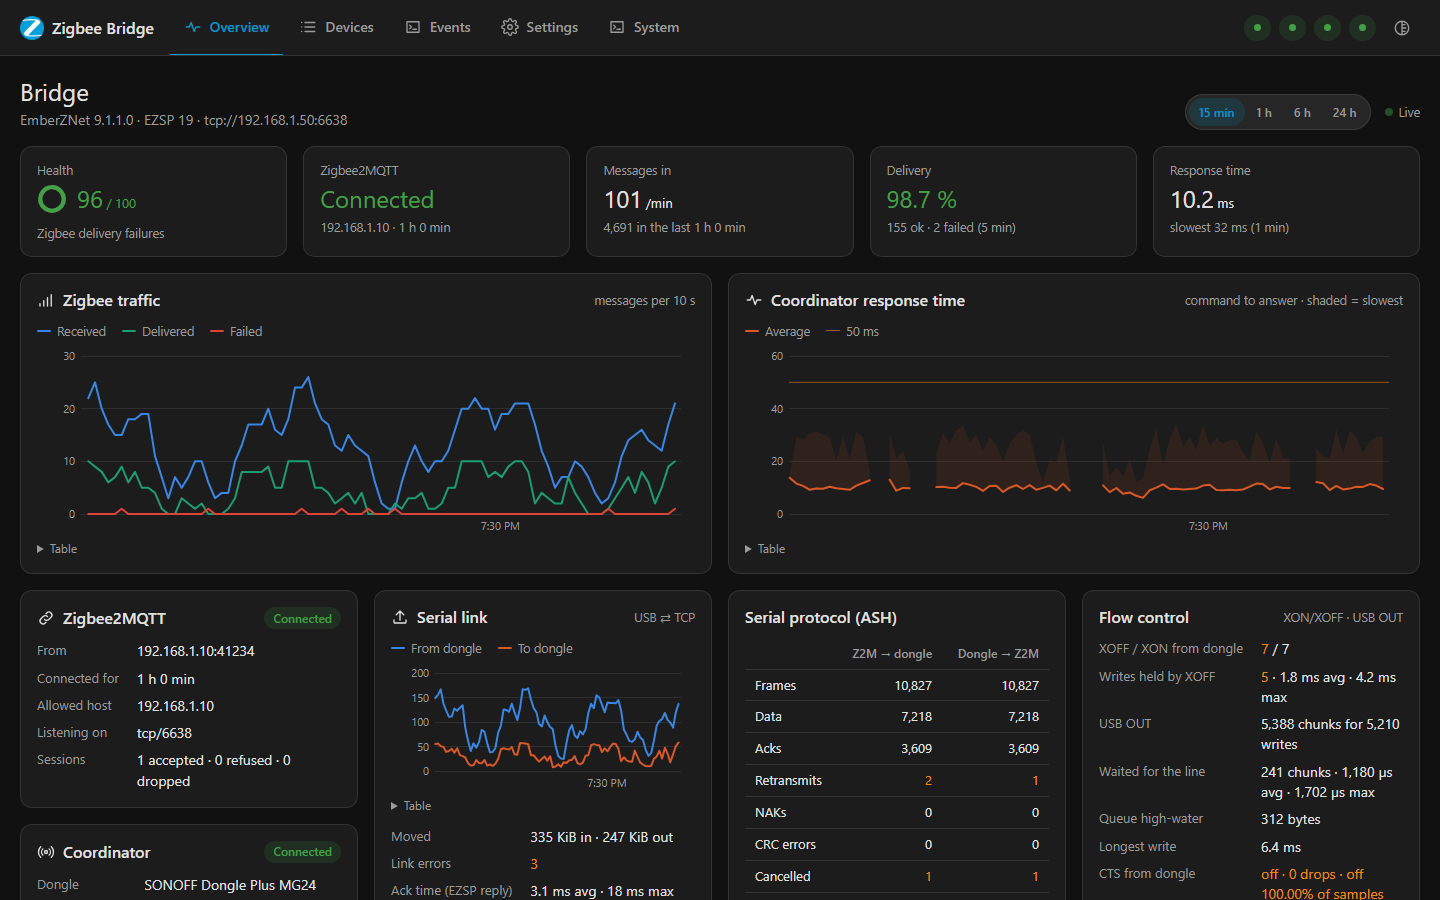 Zigbee Bridge
Overview
Devices
Events
Settings
System
Bridge
EmberZNet 9.1.1.0 · EZSP 19 · tcp://192.168.1.50:6638
15 min
1 h
6 h
24 h
Live
Health
96 / 100
Zigbee delivery failures
Zigbee2MQTT
Connected
192.168.1.10 · 1 h 0 min
Messages in
101 /min
4,691 in the last 1 h 0 min
Delivery
98.7 %
155 ok · 2 failed (5 min)
Response time
10.2 ms
slowest 32 ms (1 min)
Zigbee traffic
messages per 10 s
Received
Delivered
Failed
30
20
10
0
7:30 PM
Table
Coordinator response time
command to answer · shaded = slowest
Average
50 ms
60
40
20
0
7:30 PM
Table
Zigbee2MQTT
Connected
From 192.168.1.10:41234
Connected for 1 h 0 min
Allowed host 192.168.1.10
Listening on tcp/6638
Sessions 1 accepted · 0 refused · 0
dropped
Coordinator
Connected
Dongle SONOFF Dongle Plus MG24
Serial link
USB ⇄ TCP
From dongle
To dongle
200
150
100
50
0
7:30 PM
Table
Moved 335 KiB in · 247 KiB out
Link errors 3
Ack time (EZSP reply) 3.1 ms avg · 18 ms max
Serial protocol (ASH)
Z2M → dongle Dongle → Z2M
Frames 10,827 10,827
Data 7,218 7,218
Acks 3,609 3,609
Retransmits 2 1
NAKs 0 0
CRC errors 0 0
Cancelled 1 1
Flow control
XON/XOFF · USB OUT
XOFF / XON from dongle 7 / 7
Writes held by XOFF 5 · 1.8 ms avg · 4.2 ms
max
USB OUT 5,388 chunks for 5,210
writes
Waited for the line 241 chunks · 1,180 µs
avg · 1,702 µs max
Queue high-water 312 bytes
Longest write 6.4 ms
CTS from dongle off · 0 drops · off
100.00% of samples